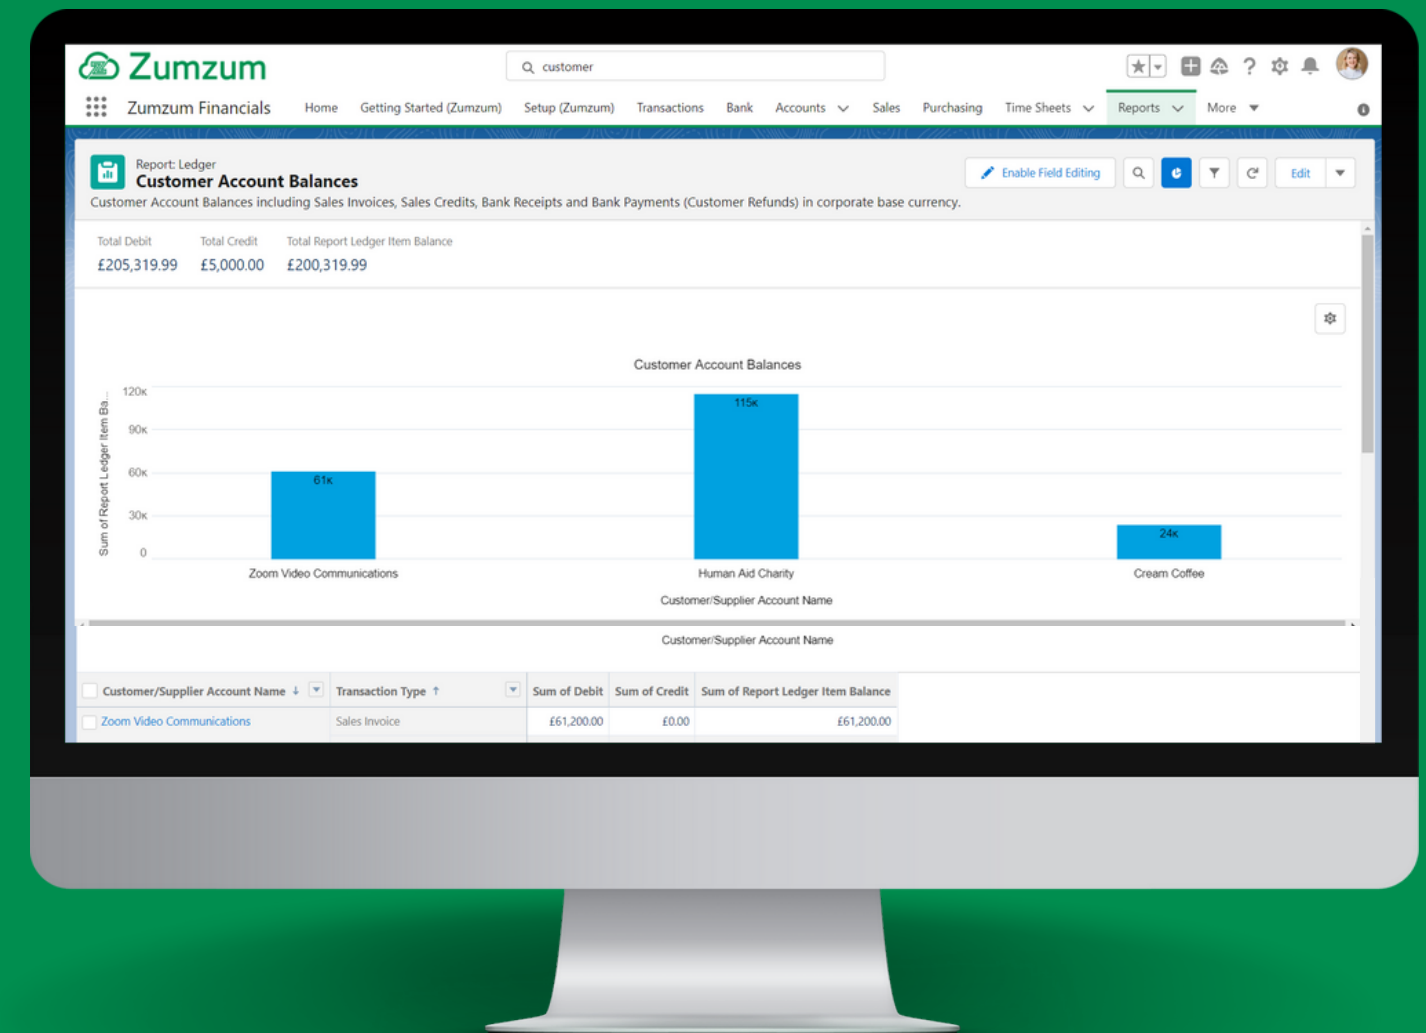 Zumzum
customer
Zumzum Financials Home Getting Started (Zumzum) Setup (Zumzum) Transactions Bank Accounts Sales Purchasing Time Sheets Reports More
Report: Ledger
Customer Account Balances
Enable Field Editing Edit
Customer Account Balances including Sales Invoices, Sales Credits, Bank Receipts and Bank Payments (Customer Refunds) in corporate base currency.
Total Debit Total Credit Total Report Ledger Item Balance
£205,319.99 £5,000.00 £200,319.99
Customer Account Balances
Sum of Report Ledger Item Ba...
120K
115K
90K
60K
61K
30K
24K
0
Zoom Video Communications Human Aid Charity Cream Coffee
Customer/Supplier Account Name
Customer/Supplier Account Name
Customer/Supplier Account Name ↓ Transaction Type ↑ Sum of Debit Sum of Credit Sum of Report Ledger Item Balance
Zoom Video Communications Sales Invoice £61,200.00 £0.00 £61,200.00